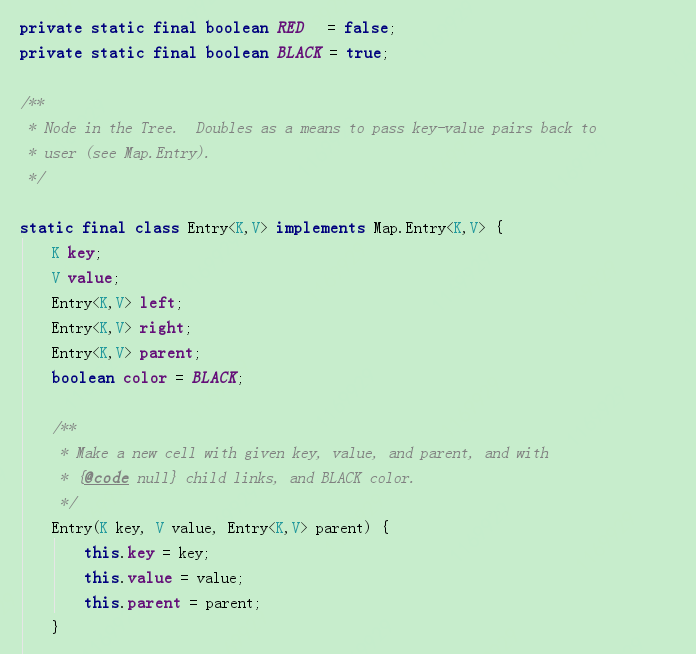 private static final boolean RED   = false;
private static final boolean BLACK = true;
/**
 * Node in the Tree.  Doubles as a means to pass key-value pairs back to
 * user (see Map.Entry).
 */
static final class Entry<K,V> implements Map.Entry<K,V> {
    K key;
    V value;
    Entry<K,V> left;
    Entry<K,V> right;
    Entry<K,V> parent;
    boolean color = BLACK;
    /**
     * Make a new cell with given key, value, and parent, and with
     * {@code null} child links, and BLACK color.
     */
    Entry(K key, V value, Entry<K,V> parent) {
        this.key = key;
        this.value = value;
        this.parent = parent;
    }